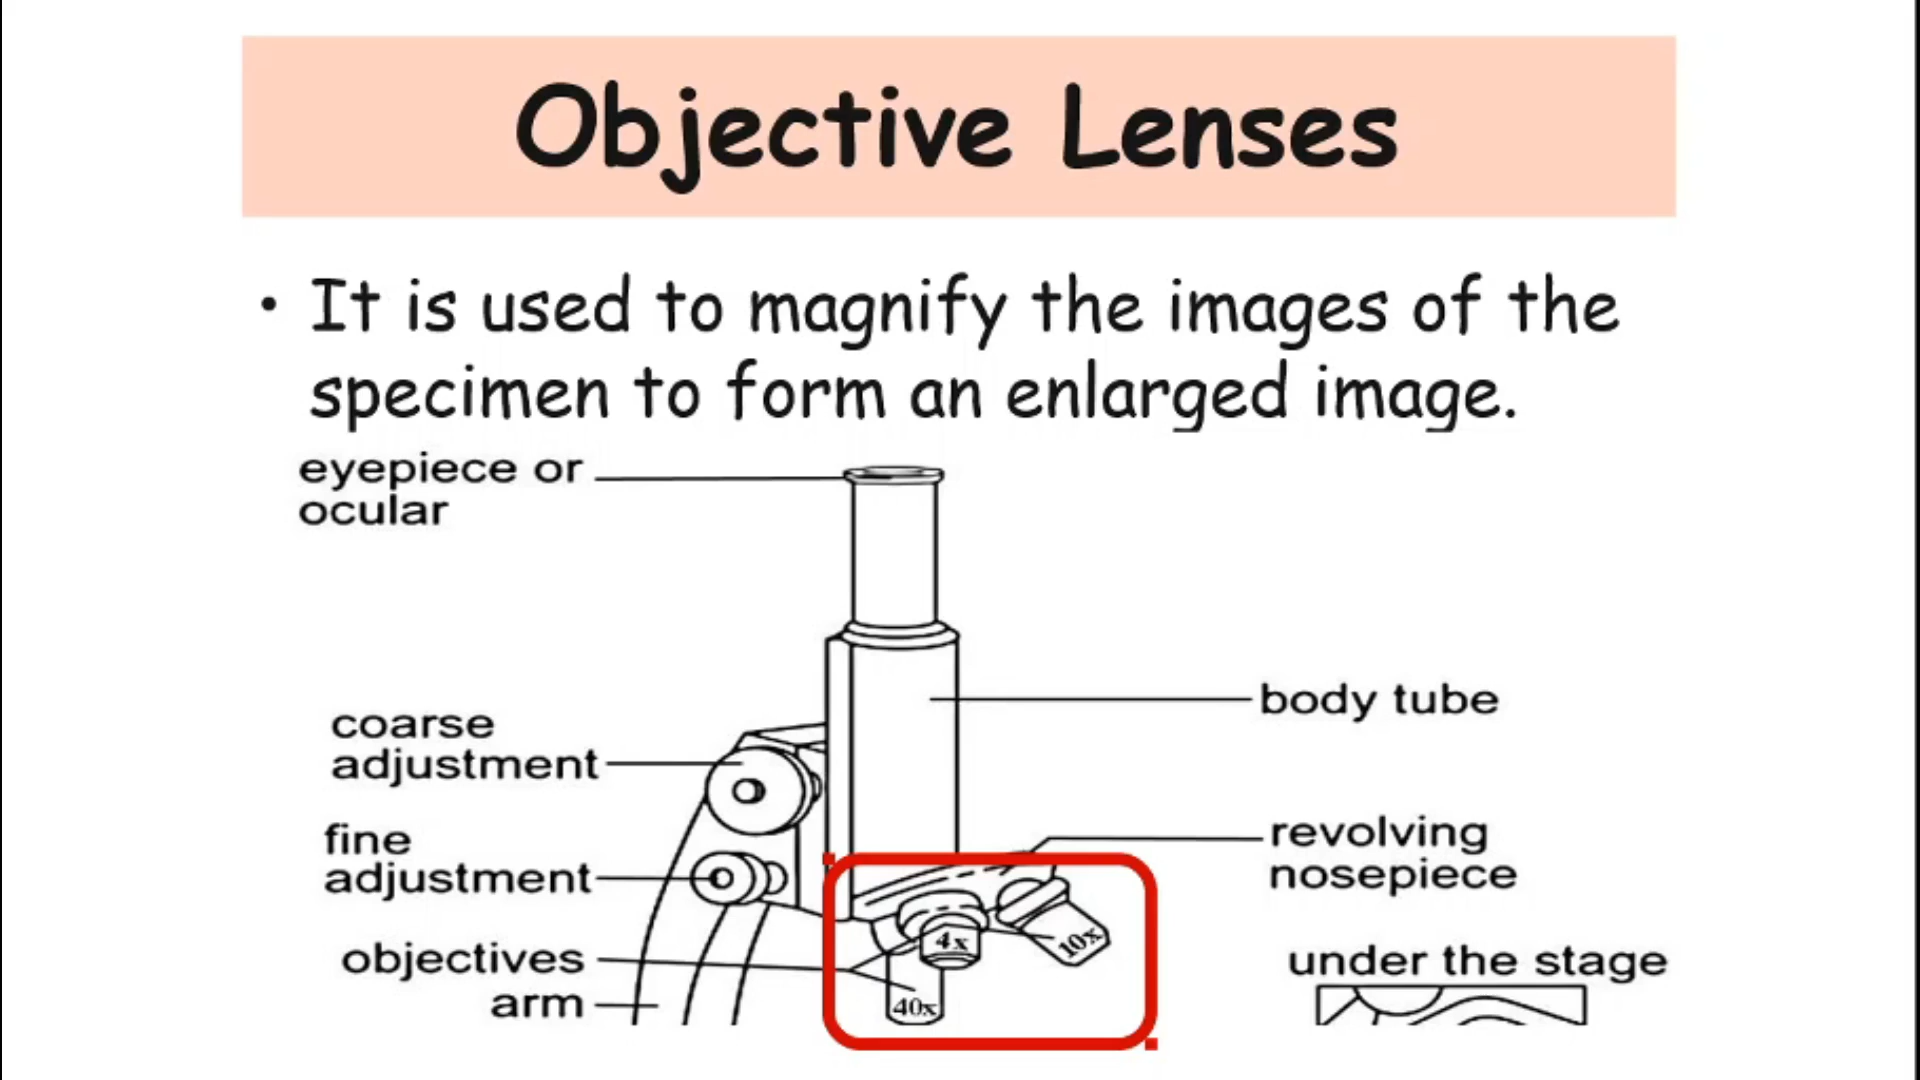 Objective Lenses
• It is used to magnify the images of the
specimen to form an enlarged image.
eyepiece or
ocular
body tube
coarse
adjustment
fine
adjustment
revolving
nosepiece
objectives
arm
4x
10x
40x
under the stage